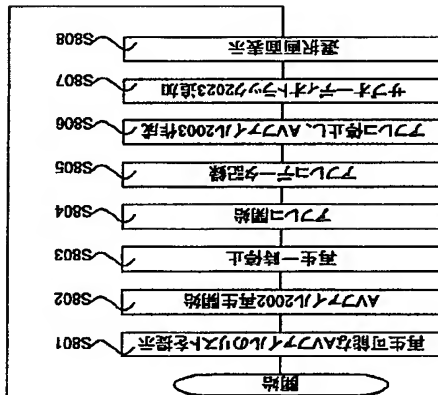 開始
再生可能なAVファイルのリストを提示 S801
AVファイル2002再生開始 S802
再生一時停止 S803
アフレコ開始 S804
アフレコデータ記録 S805
アフレコ停止し、AVファイル2003作成 S806
サブオーディオトラック2023追加 S807
選択画面表示 S808